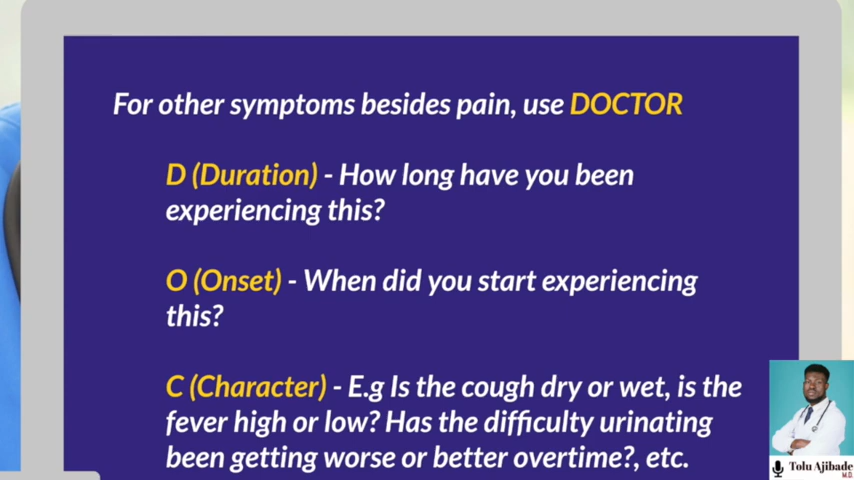 For other symptoms besides pain, use DOCTOR
D (Duration) - How long have you been
experiencing this?
O (Onset) - When did you start experiencing
this?
C (Character) - E.g Is the cough dry or wet, is the
fever high or low? Has the difficulty urinating
been getting worse or better overtime?, etc.
Tolu Ajibade
M.D.